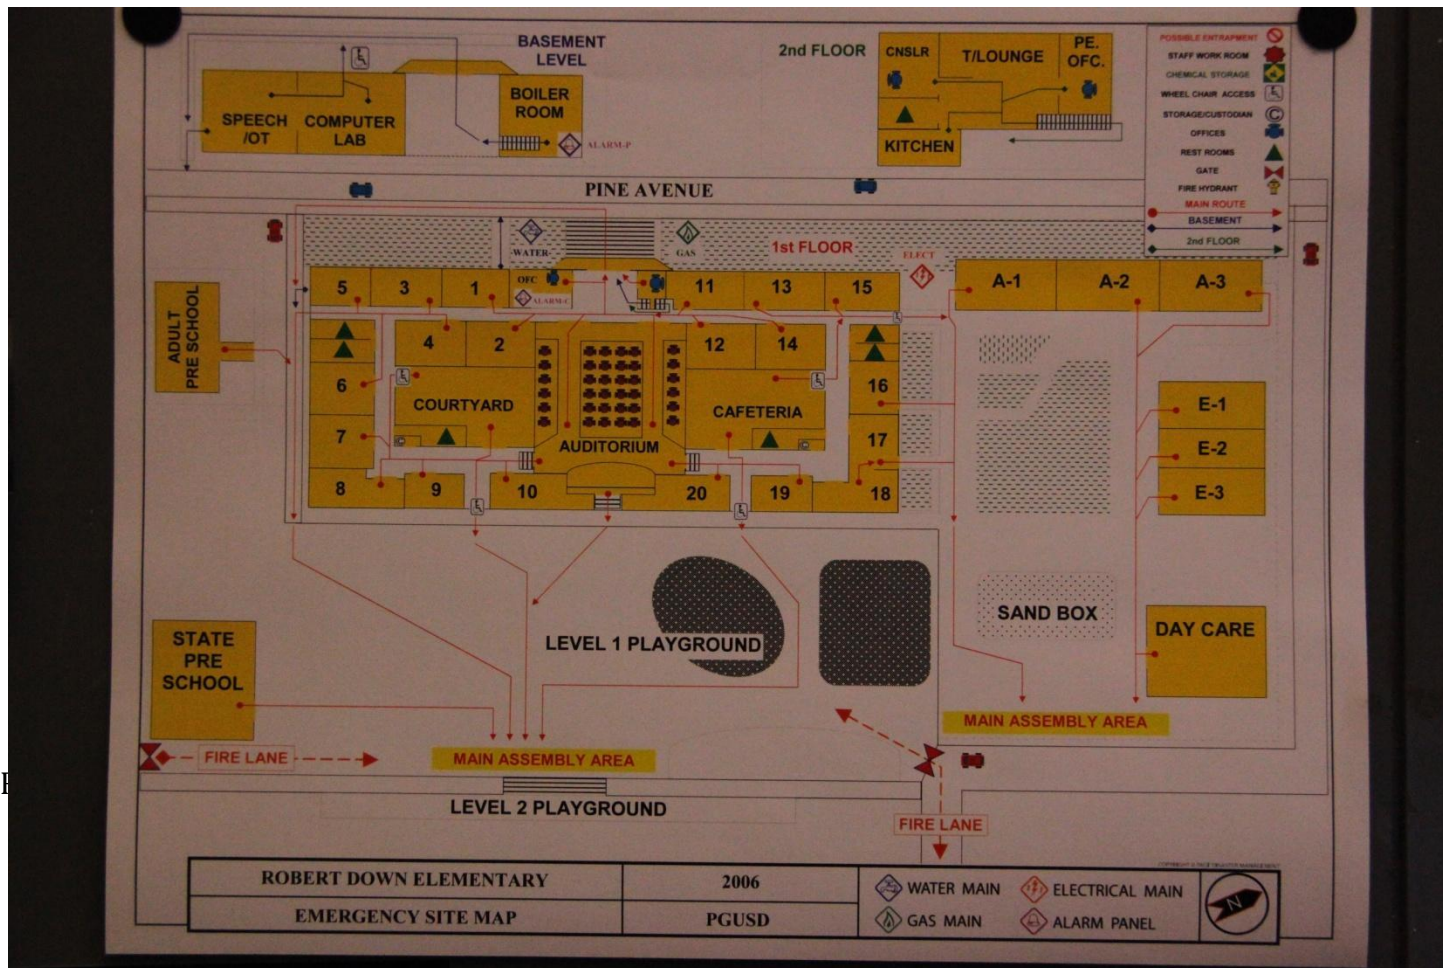 BASEMENT
LEVEL
SPEECH
/OT
COMPUTER
LAB
BOILER
ROOM
ALARM-P
2nd FLOOR
CNSLR
T/LOUNGE
PE.
OFC.
KITCHEN
POSSIBLE ENTRAPMENT
STAFF WORK ROOM
CHEMICAL STORAGE
WHEEL CHAIR ACCESS
STORAGE/CUSTODIAN
OFFICES
REST ROOMS
GATE
FIRE HYDRANT
MAIN ROUTE
BASEMENT
2nd FLOOR
PINE AVENUE
WATER
GAS
1st FLOOR
ELECT
5
3
1
OFC
ALARM-C
11
13
15
A-1
A-2
A-3
ADULT
PRE SCHOOL
4
2
12
14
6
COURTYARD
CAFETERIA
16
E-1
7
AUDITORIUM
17
E-2
8
9
10
20
19
18
E-3
C
C
SAND BOX
DAY CARE
LEVEL 1 PLAYGROUND
STATE
PRE
SCHOOL
MAIN ASSEMBLY AREA
FIRE LANE
MAIN ASSEMBLY AREA
LEVEL 2 PLAYGROUND
FIRE LANE
ROBERT DOWN ELEMENTARY
2006
EMERGENCY SITE MAP
PGUSD
WATER MAIN
ELECTRICAL MAIN
GAS MAIN
ALARM PANEL
N